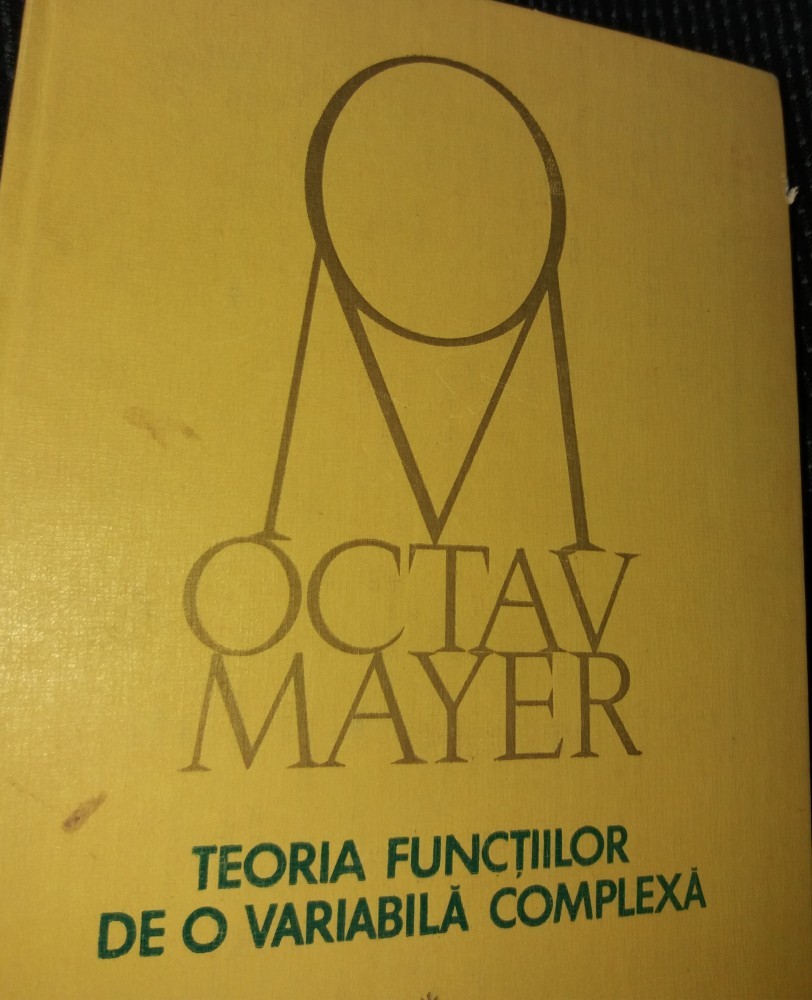 OCTAV
MAYER
TEORIA FUNCȚIILOR
DE O VARIABILĂ COMPLEXĂ